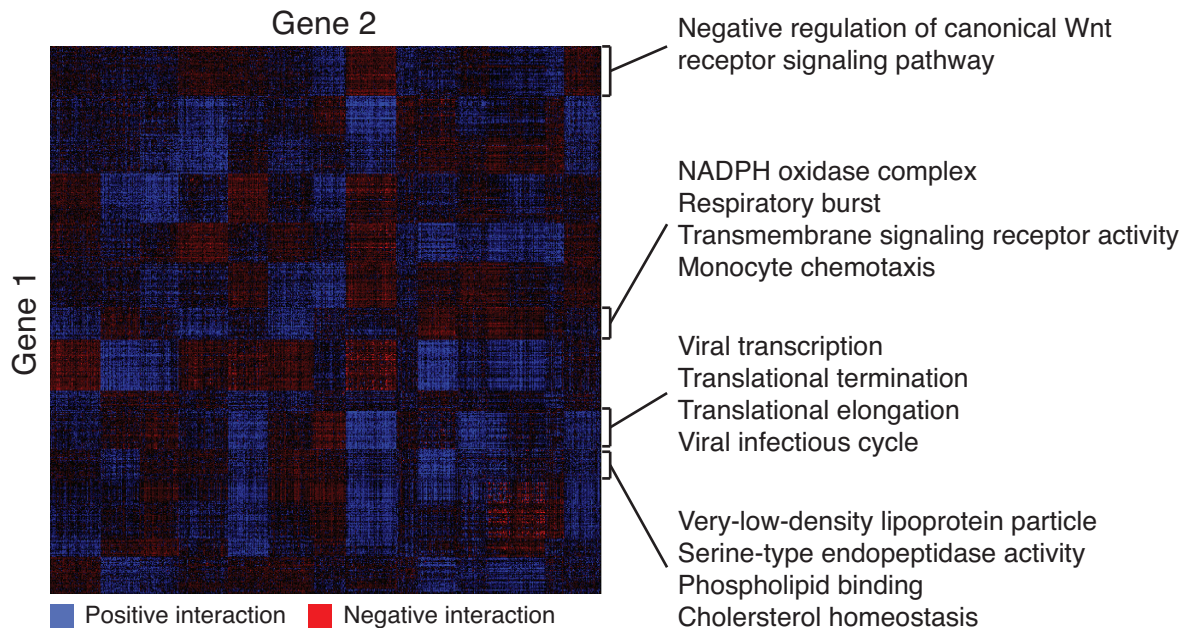 Gene 2
Gene 1
Negative regulation of canonical Wnt
receptor signaling pathway
NADPH oxidase complex
Respiratory burst
Transmembrane signaling receptor activity
Monocyte chemotaxis
Viral transcription
Translational termination
Translational elongation
Viral infectious cycle
Very-low-density lipoprotein particle
Serine-type endopeptidase activity
Phospholipid binding
Cholersterol homeostasis
Positive interaction
Negative interaction